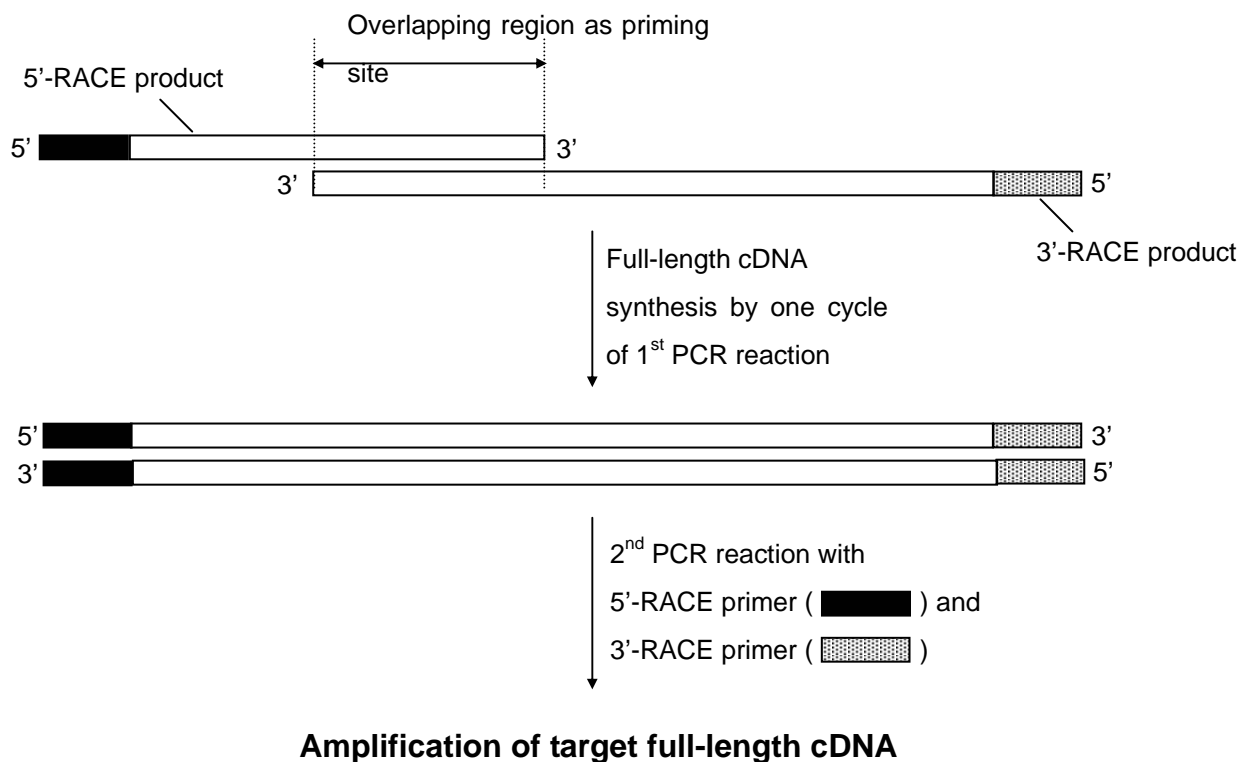 Overlapping region as priming
site
5’-RACE product
5’
3’
3’
5’
3’-RACE product
Full-length cDNA
synthesis by one cycle
of 1st PCR reaction
5’
3’
3’
5’
2nd PCR reaction with
5’-RACE primer ( ) and
3’-RACE primer ( )
Amplification of target full-length cDNA